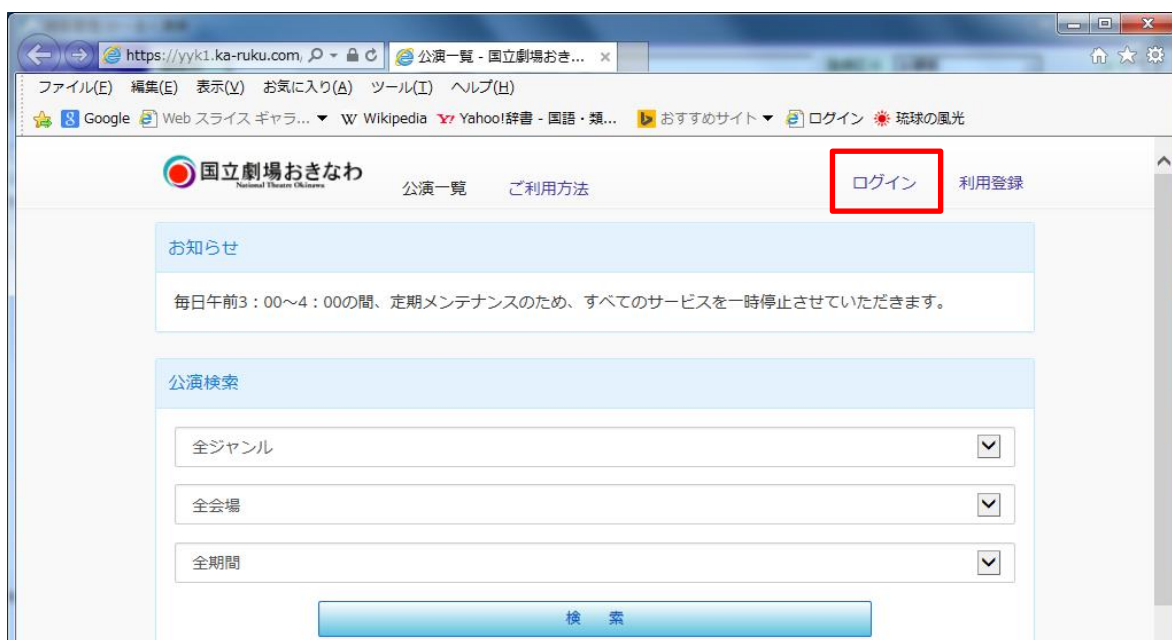 https://yyk1.ka-ruku.com/ 公演一覧 - 国立劇場おき...
ファイル(F) 編集(E) 表示(V) お気に入り(A) ツール(T) ヘルプ(H)
Google Web スライス ギャラ... W Wikipedia Y7 Yahoo!辞書 - 国語・類... おすすめサイト ログイン 琉球の風光
国立劇場おきなわ
National Theatre Okinawa
公演一覧 ご利用方法 ログイン 利用登録
お知らせ
毎日午前3:00～4:00の間、定期メンテナンスのため、すべてのサービスを一時停止させていただきます。
公演検索
全ジャンル
全会場
全期間
検 索